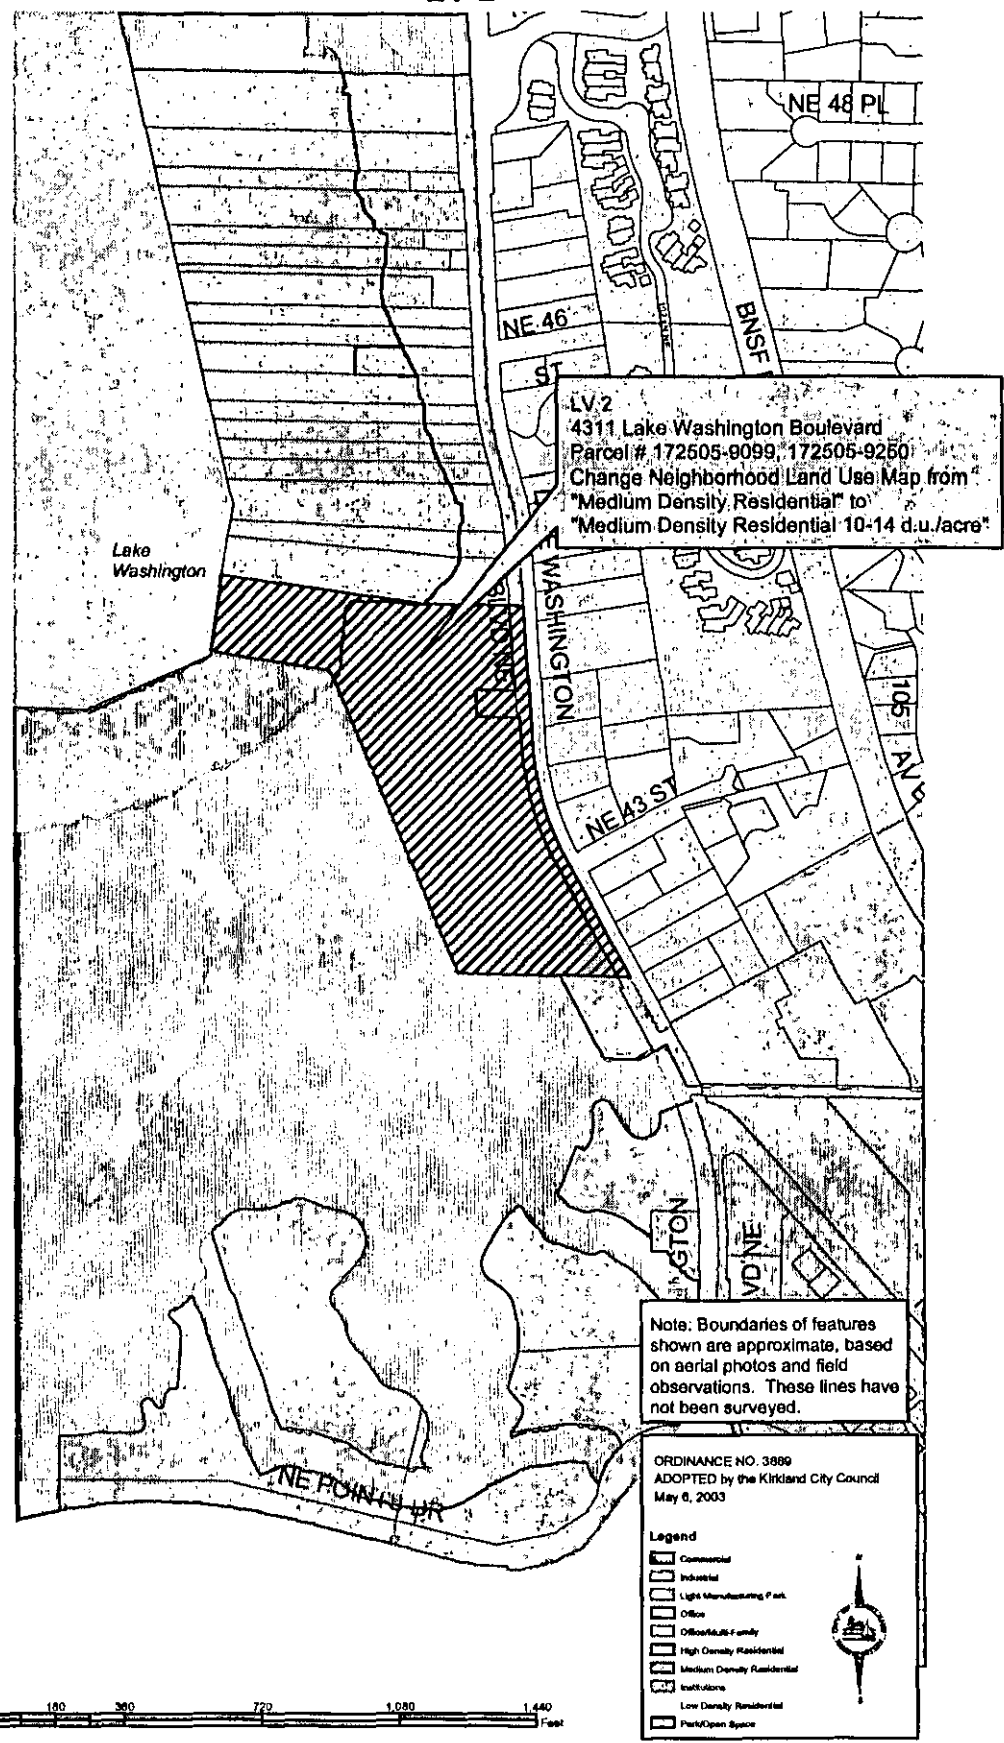 NE 48 PL
NE 46
ST
BNSF
LV 2
4311 Lake Washington Boulevard
Parcel # 172505-9099, 172505-9250
Change Neighborhood Land Use Map from
"Medium Density Residential" to
"Medium Density Residential 10-14 d.u./acre"
Lake
Washington
WASHINGTON
BLVD NE
105
AV
NE 43 ST
GTON
VD NE
Note: Boundaries of features
shown are approximate, based
on aerial photos and field
observations. These lines have
not been surveyed.
ORDINANCE NO. 3889
ADOPTED by the Kirkland City Council
May 6, 2003
Legend
Commercial
Industrial
Light Manufacturing Park
Office
Office/Multi-Family
High Density Residential
Medium Density Residential
Institutions
Low Density Residential
Park/Open Space
NE POINTS DR
180 360 720 1,080 1,440
Feet